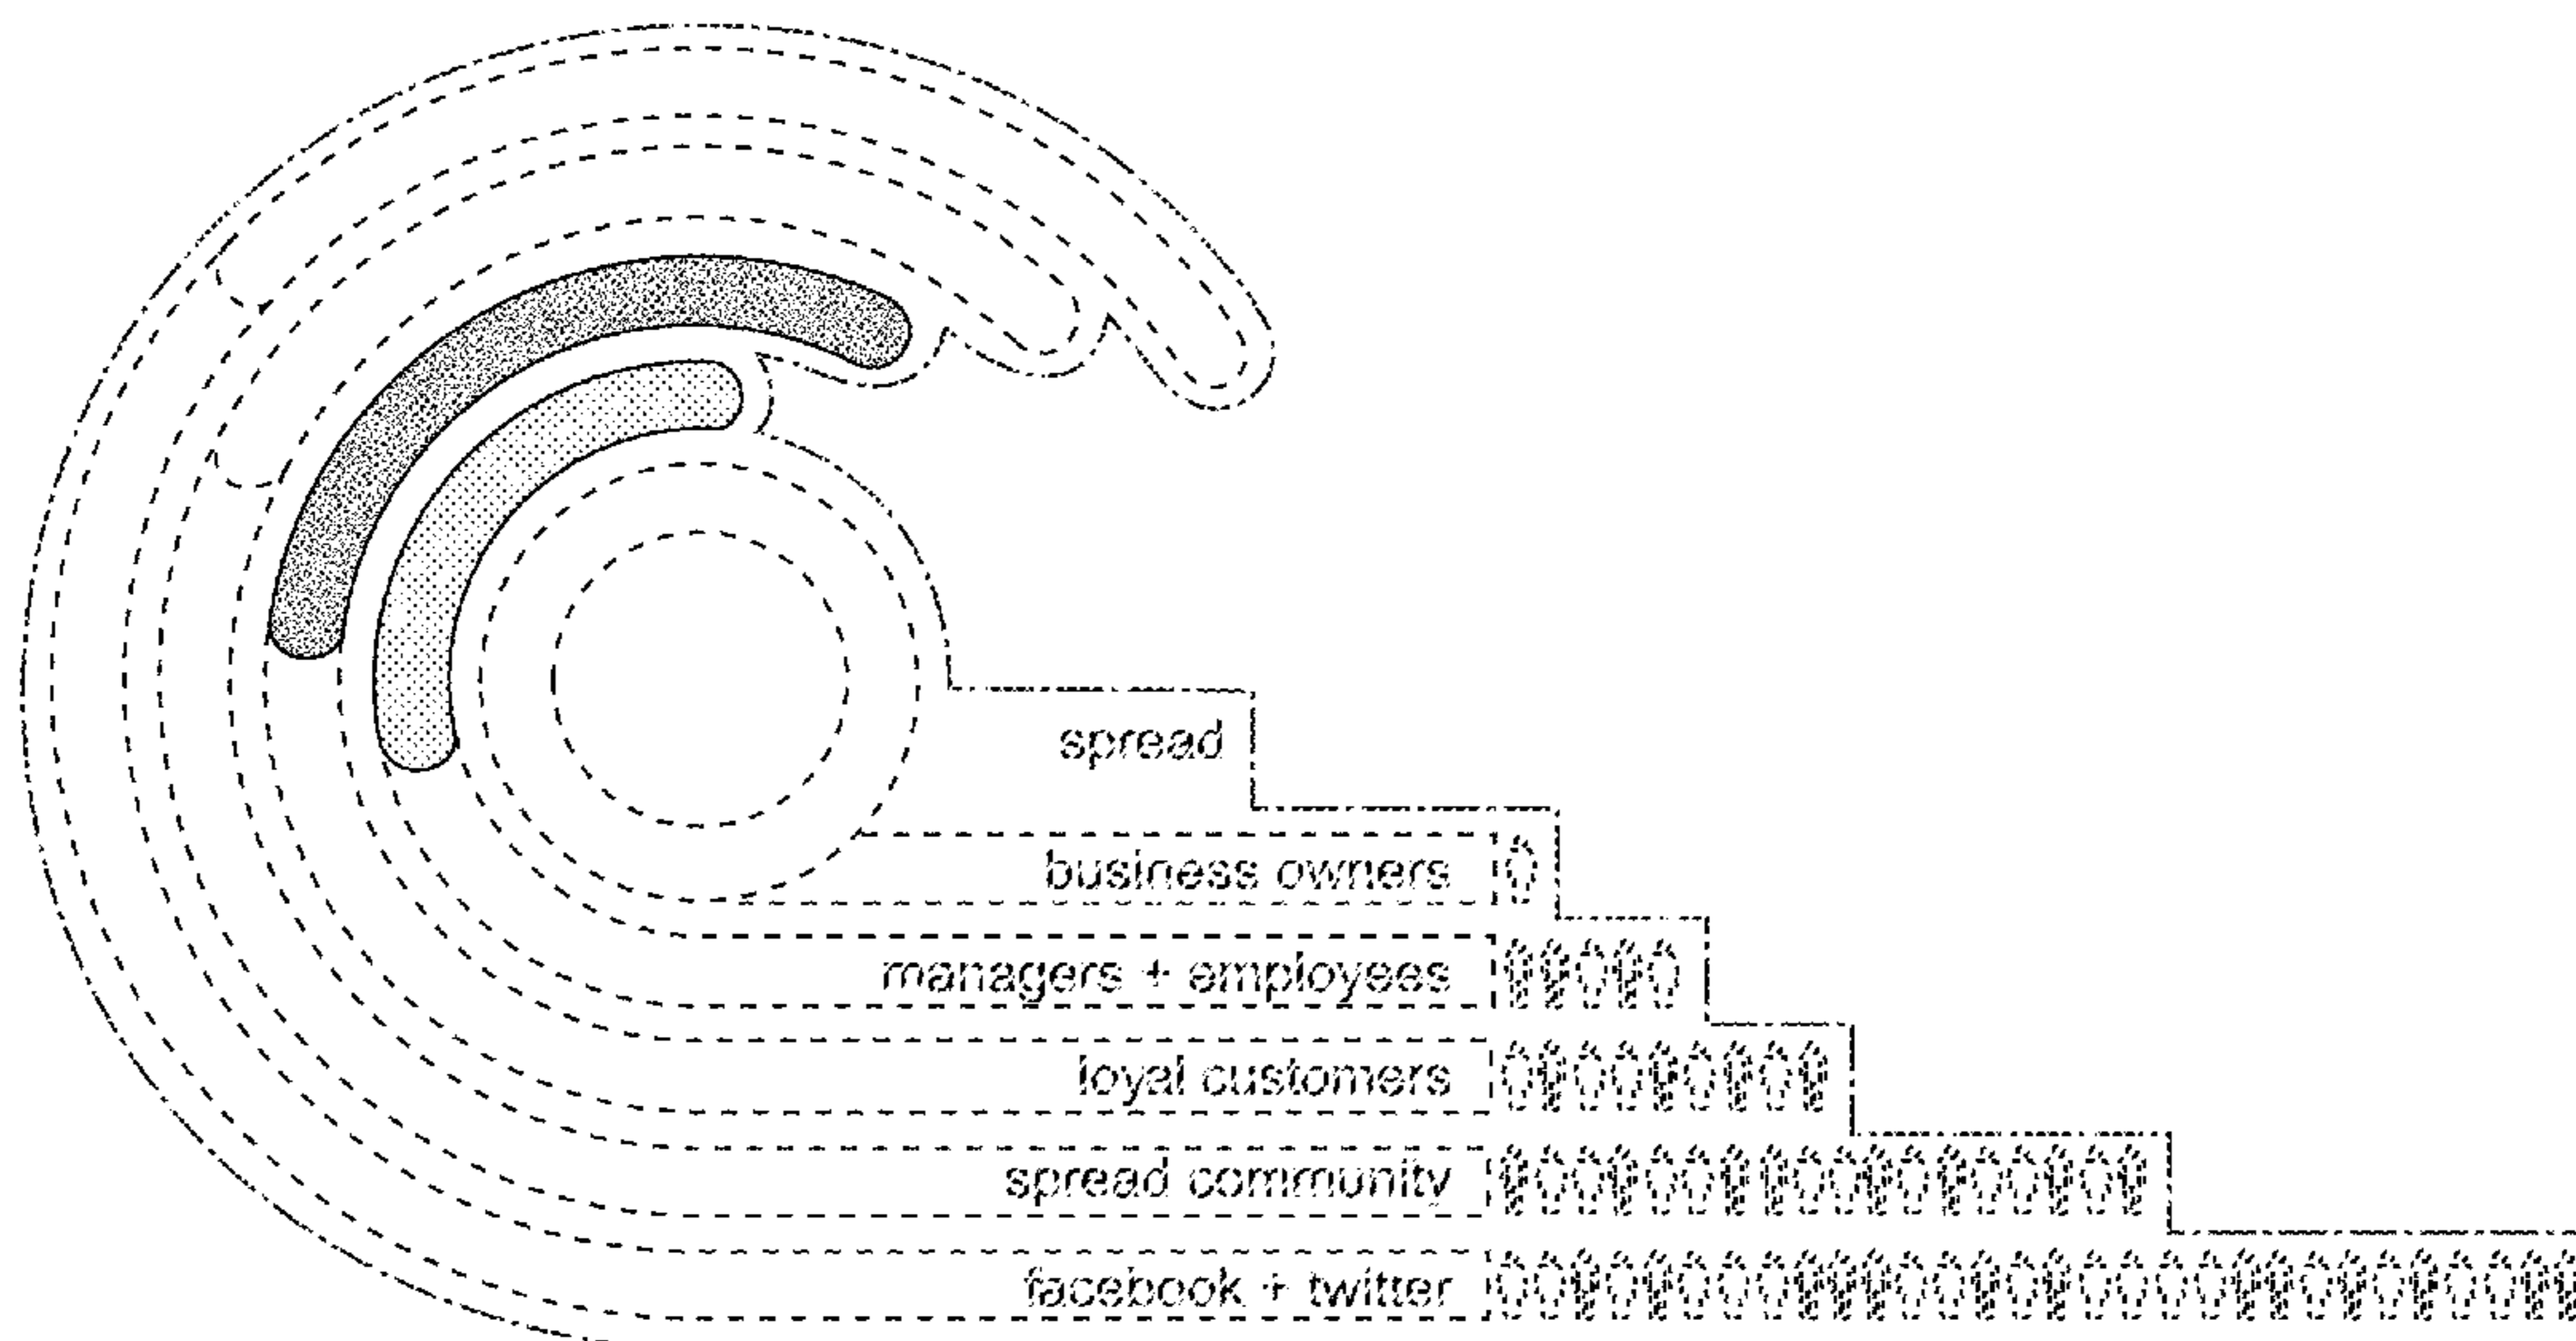 spread
business owners
managers + employees
loyal customers
spread community
facebook + twitter